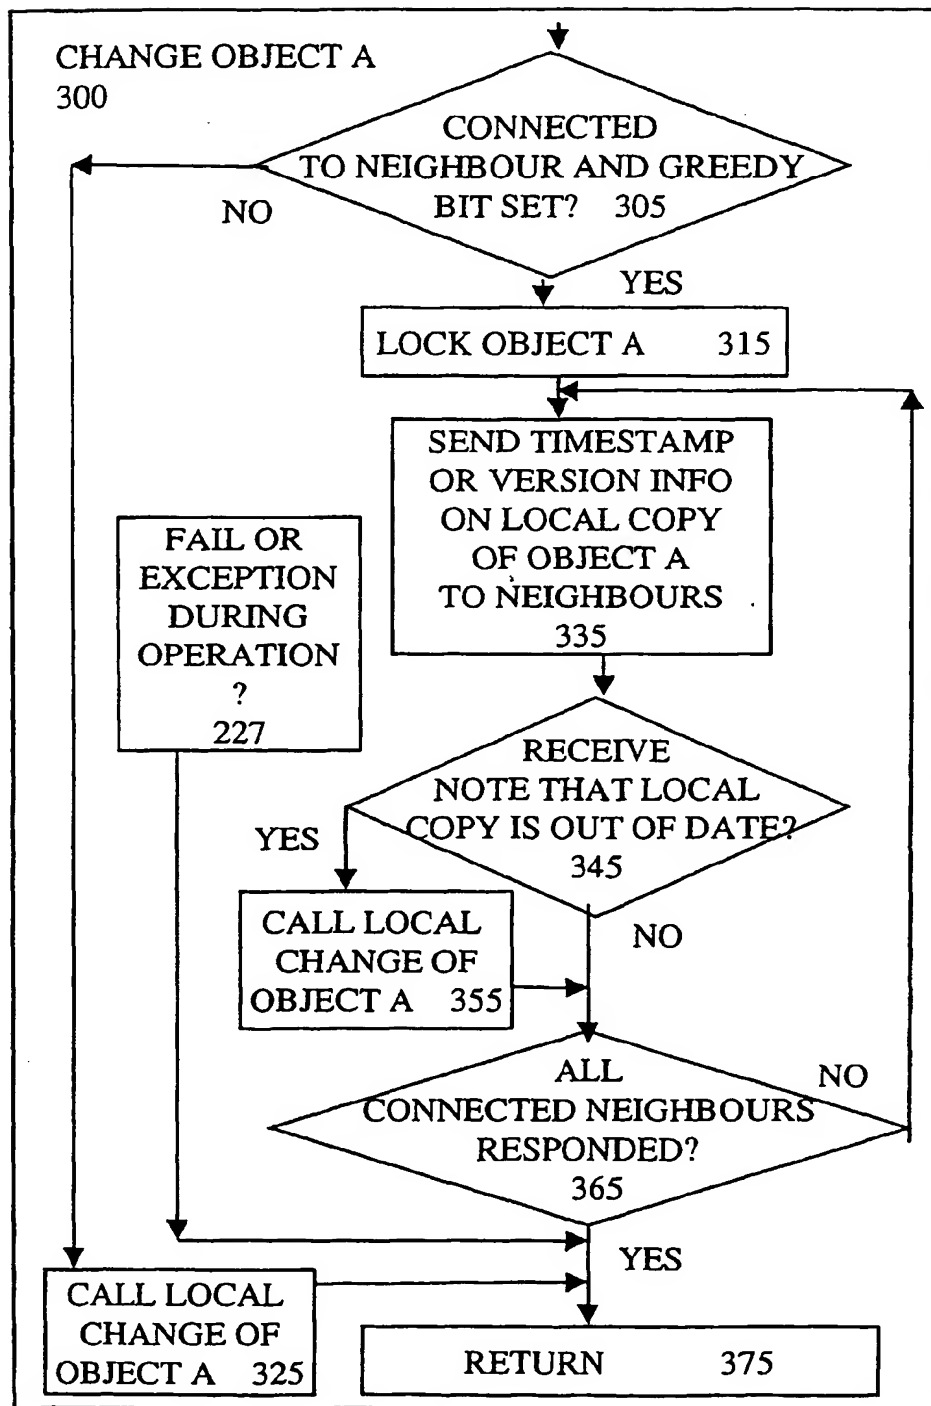 CHANGE OBJECT A
300
CONNECTED
TO NEIGHBOUR AND GREEDY
BIT SET? 305
NO
YES
LOCK OBJECT A 315
SEND TIMESTAMP
OR VERSION INFO
ON LOCAL COPY
OF OBJECT A
TO NEIGHBOURS
335
FAIL OR
EXCEPTION
DURING
OPERATION
?
227
RECEIVE
NOTE THAT LOCAL
COPY IS OUT OF DATE?
345
YES
NO
CALL LOCAL
CHANGE OF
OBJECT A 355
ALL
CONNECTED NEIGHBOURS
RESPONDED?
365
NO
YES
CALL LOCAL
CHANGE OF
OBJECT A 325
RETURN 375